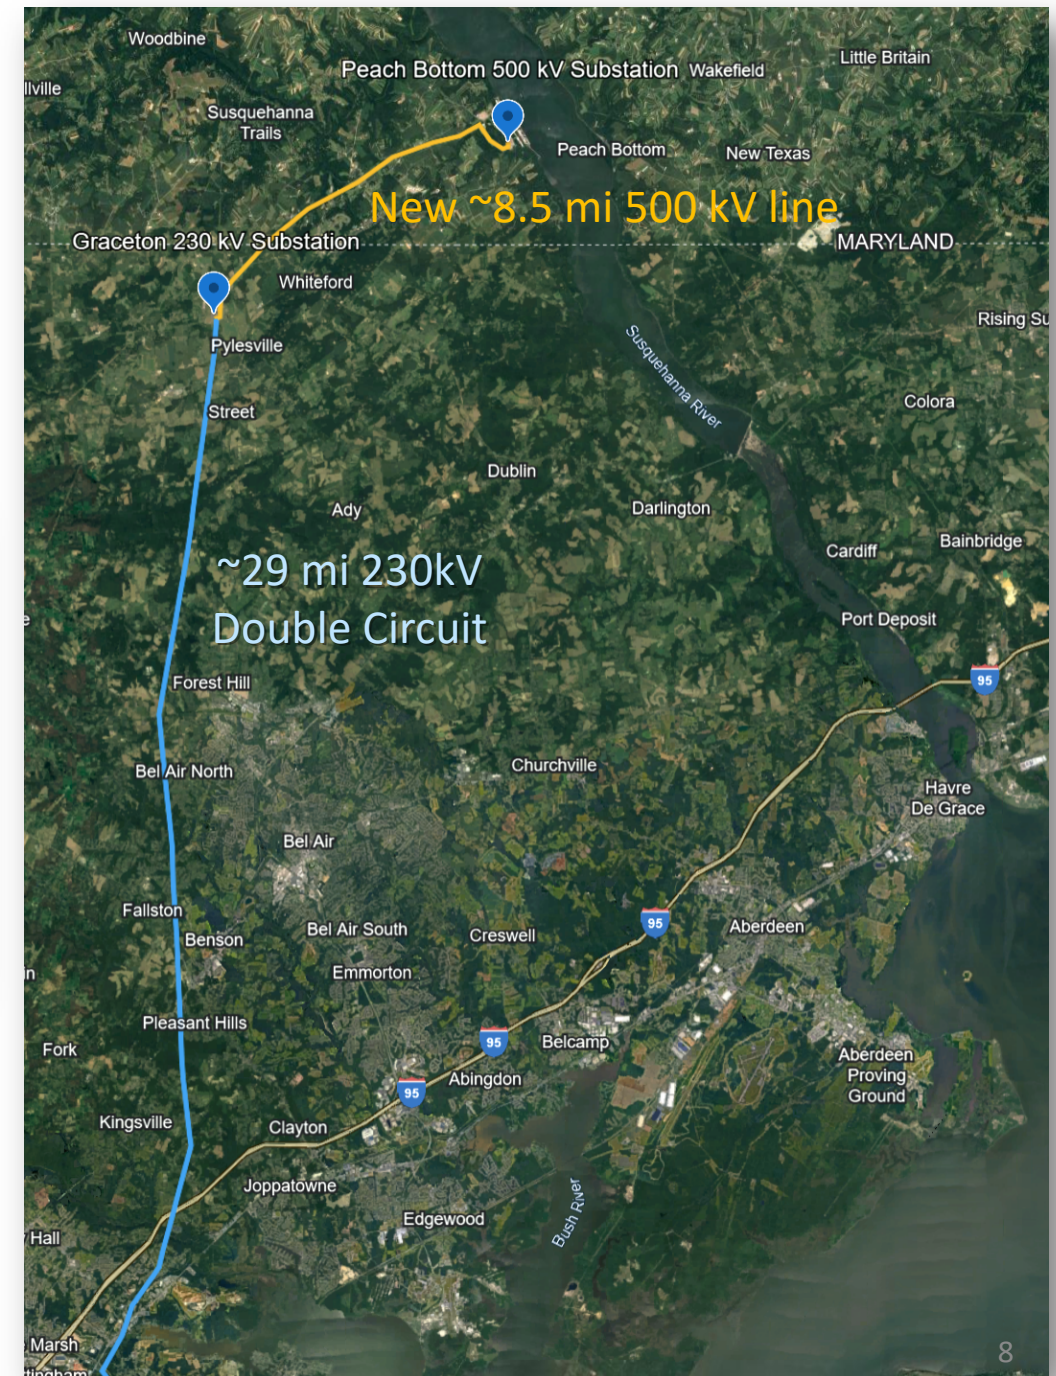 Woodbine
Peach Bottom 500 kV Substation
Wakefield
Little Britain
llville
Susquehanna
Trails
Peach Bottom
New Texas
New ~8.5 mi 500 kV line
Graceton 230 kV Substation
MARYLAND
Whiteford
Rising Su
Pylesville
Susquehanna River
Street
Colora
Dublin
Ady
Darlington
Cardiff
Bainbridge
~29 mi 230kV
Double Circuit
e
Port Deposit
Forest Hill
95
Bel Air North
Churchville
Havre
De Grace
Bel Air
Fallston
Benson
Bel Air South
Creswell
95
Aberdeen
in
Emmorton
Pleasant Hills
Fork
95
Belcamp
Aberdeen
Proving
Ground
Abingdon
95
Kingsville
Clayton
Joppatowne
Edgewood
Bush River
Hall
Marsh
8